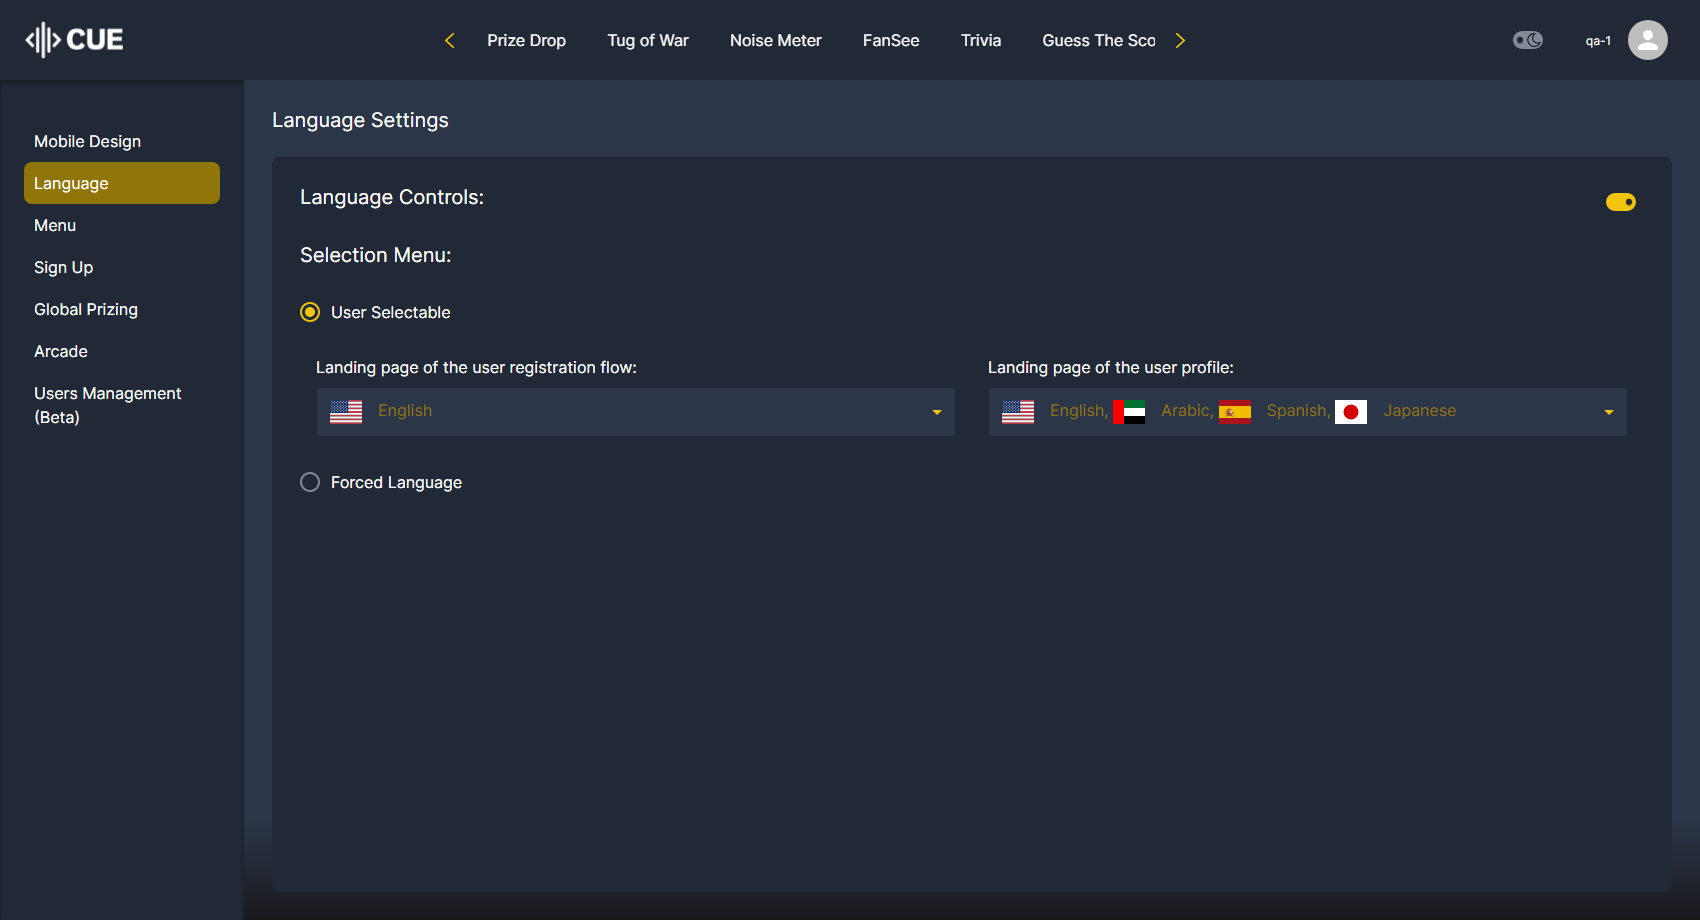 CUE
Prize Drop
Tug of War
Noise Meter
FanSee
Trivia
Guess The Sco
qa-1
Mobile Design
Language
Menu
Sign Up
Global Prizing
Arcade
Users Management
(Beta)
Language Settings
Language Controls:
Selection Menu:
User Selectable
Landing page of the user registration flow:
English
Landing page of the user profile:
English, Arabic, Spanish, Japanese
Forced Language